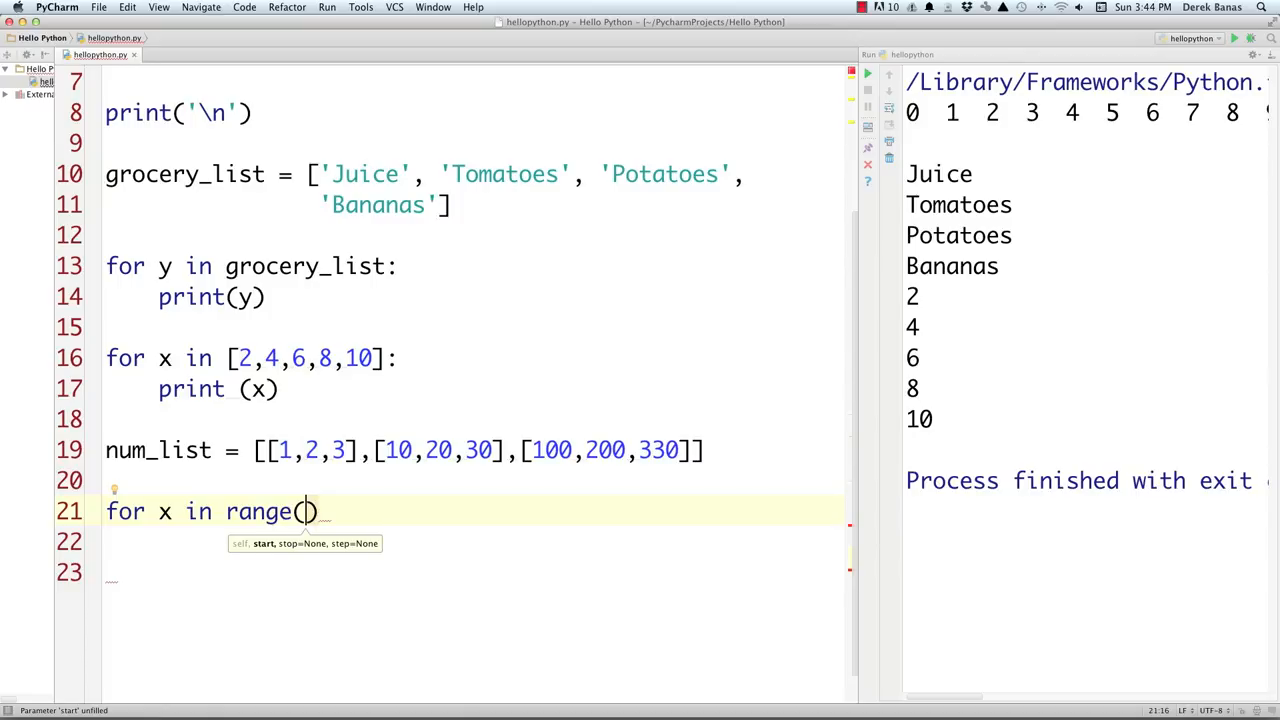 PyCharm File Edit View Navigate Code Refactor Run Tools VCS Window Help 10 Sun 3:44 PM Derek Banas
hellopython.py - Hello Python - [~/PycharmProjects/Hello Python]
Hello Python hellopython.py hellopython
hellopython.py Run hellopython
Hello P
hell
Extern
7
8 print('\n')
9
10 grocery_list = ['Juice', 'Tomatoes', 'Potatoes',
11 'Bananas']
12
13 for y in grocery_list:
14 print(y)
15
16 for x in [2,4,6,8,10]:
17 print (x)
18
19 num_list = [[1,2,3],[10,20,30],[100,200,330]]
20
21 for x in range()
22
self, start, stop=None, step=None
23
/Library/Frameworks/Python.
0 1 2 3 4 5 6 7 8
Juice
Tomatoes
Potatoes
Bananas
2
4
6
8
10
Process finished with exit
Parameter 'start' unfilled 21:16 LF UTF-8